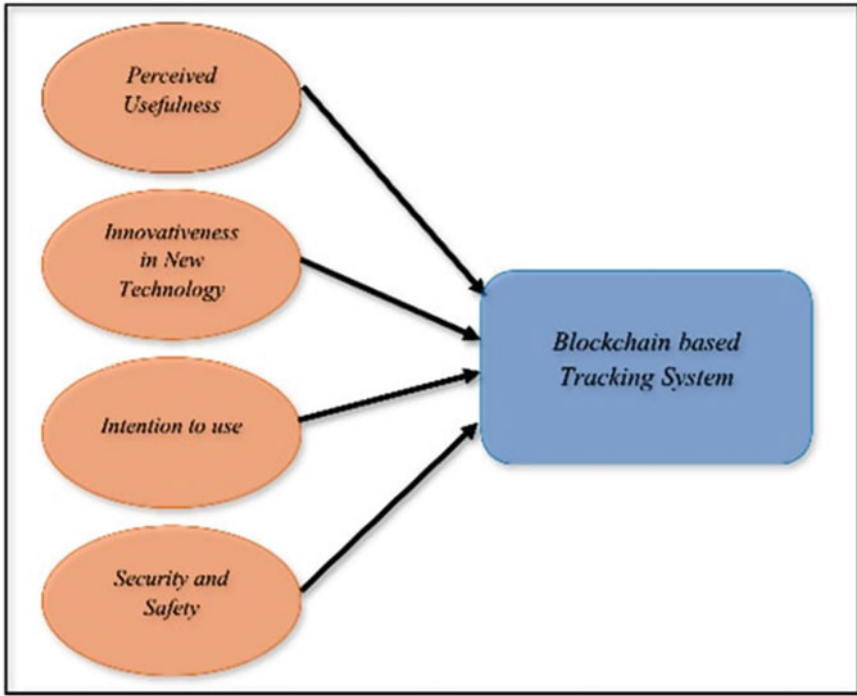 Perceived
Usefulness
Innovativeness
in New
Technology
Intention to use
Security and
Safety
Blockchain based
Tracking System